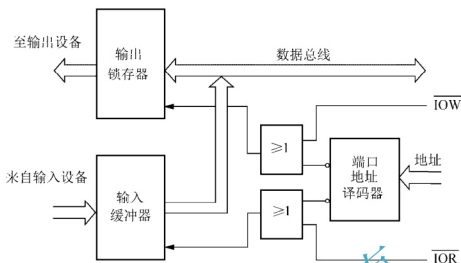 至输出设备
输出
锁存器
数据总线
IOW
≥1
端口
地址
译码器
地址
来自输入设备
输入
缓冲器
≥1
IOR